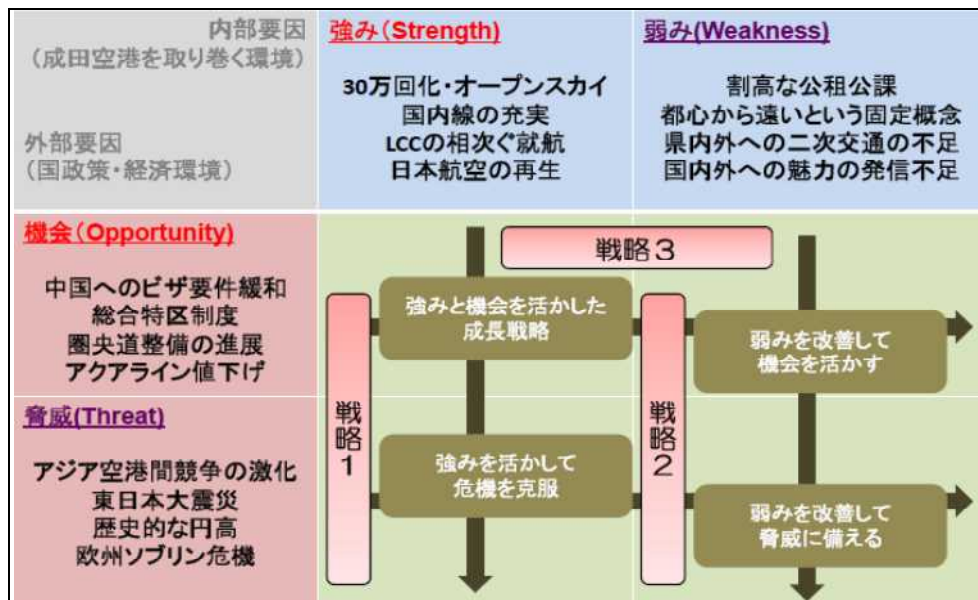 内部要因
（成田空港を取り巻く環境）
外部要因
（国政策・経済環境）
強み（Strength)
30万回化・オープンスカイ
国内線の充実
LCCの相次ぐ就航
日本航空の再生
弱み(Weakness)
割高な公租公課
都心から遠いという固定概念
県内外への二次交通の不足
国内外への魅力の発信不足
機会（Opportunity)
中国へのビザ要件緩和
総合特区制度
圏央道整備の進展
アクアライン値下げ
戦略３
戦略１
強みと機会を活かした
成長戦略
戦略２
弱みを改善して
機会を活かす
脅威(Threat)
アジア空港間競争の激化
東日本大震災
歴史的な円高
欧州ソブリン危機
強みを活かして
危機を克服
弱みを改善して
脅威に備える